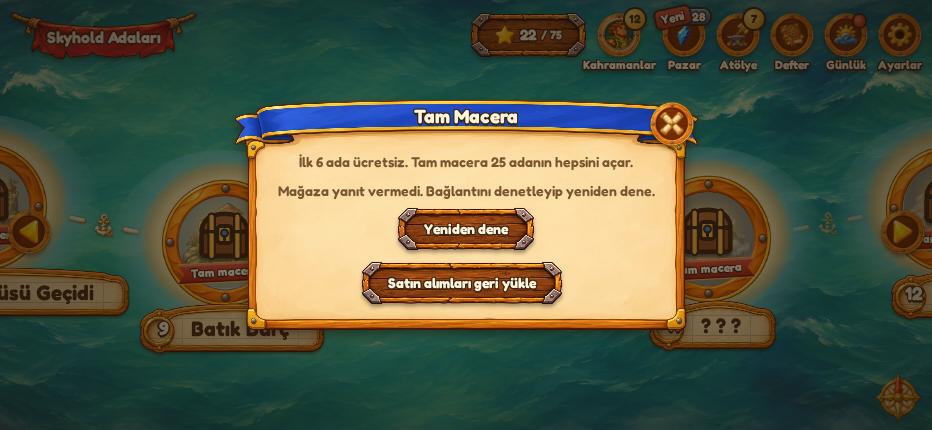 Skyhold Adaları
22 / 75
12
Yeni 28
7
Kahramanlar
Pazar
Atölye
Defter
Günlük
Ayarlar
Tam Macera
İlk 6 ada ücretsiz. Tam macera 25 adanın hepsini açar.
Mağaza yanıt vermedi. Bağlantını denetleyip yeniden dene.
Yeniden dene
Satın alımları geri yükle
Tam mace
am macera
üsü Geçidi
9
Batık Burç
???
12